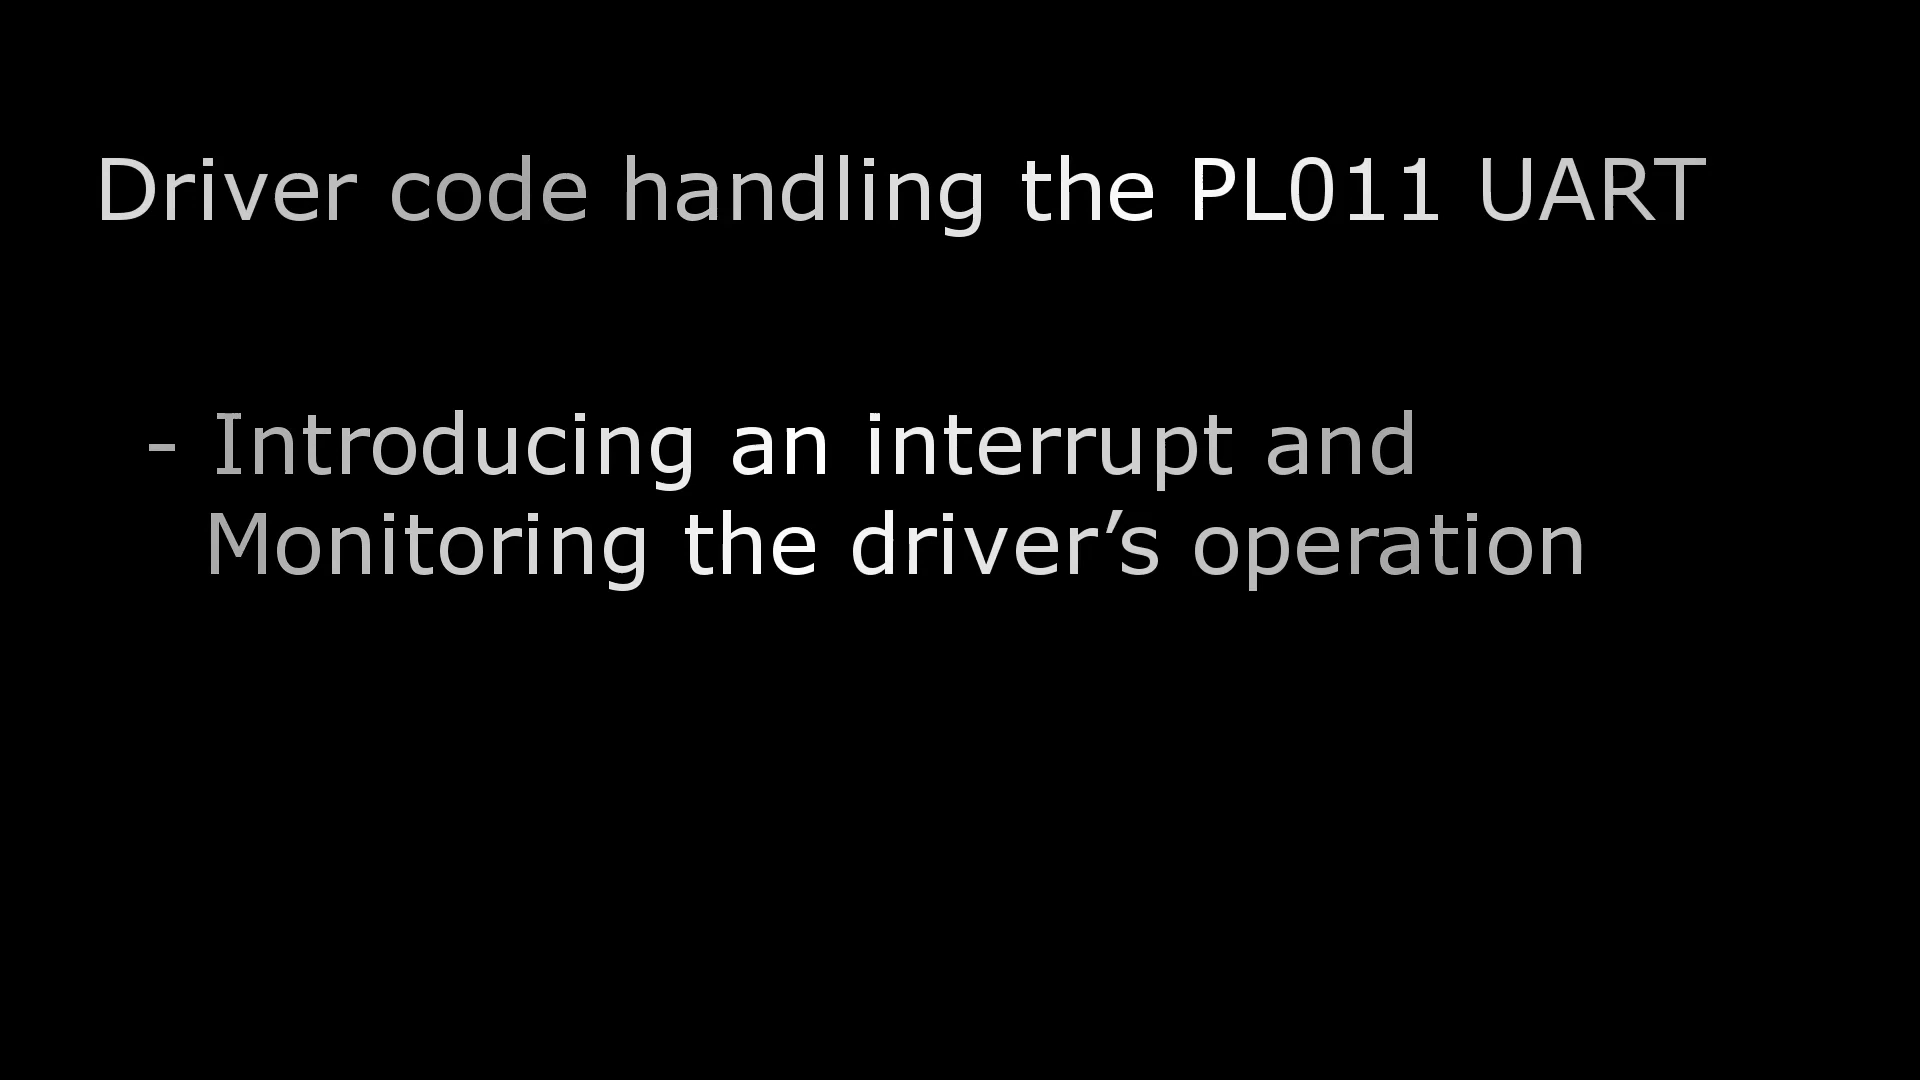 Driver code handling the PL011 UART
- Introducing an interrupt and
Monitoring the driver’s operation